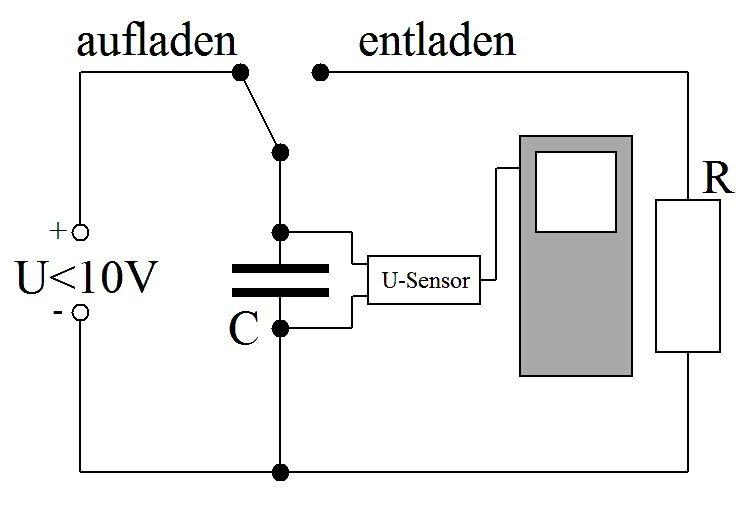 aufladen
entladen
R
+
U<10V
-
U-Sensor
C